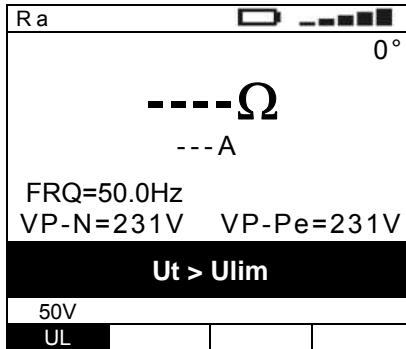 Ra
0°
----Ω
---A
FRQ=50.0Hz
VP-N=231V VP-Pe=231V
Ut > Ulim
50V
UL